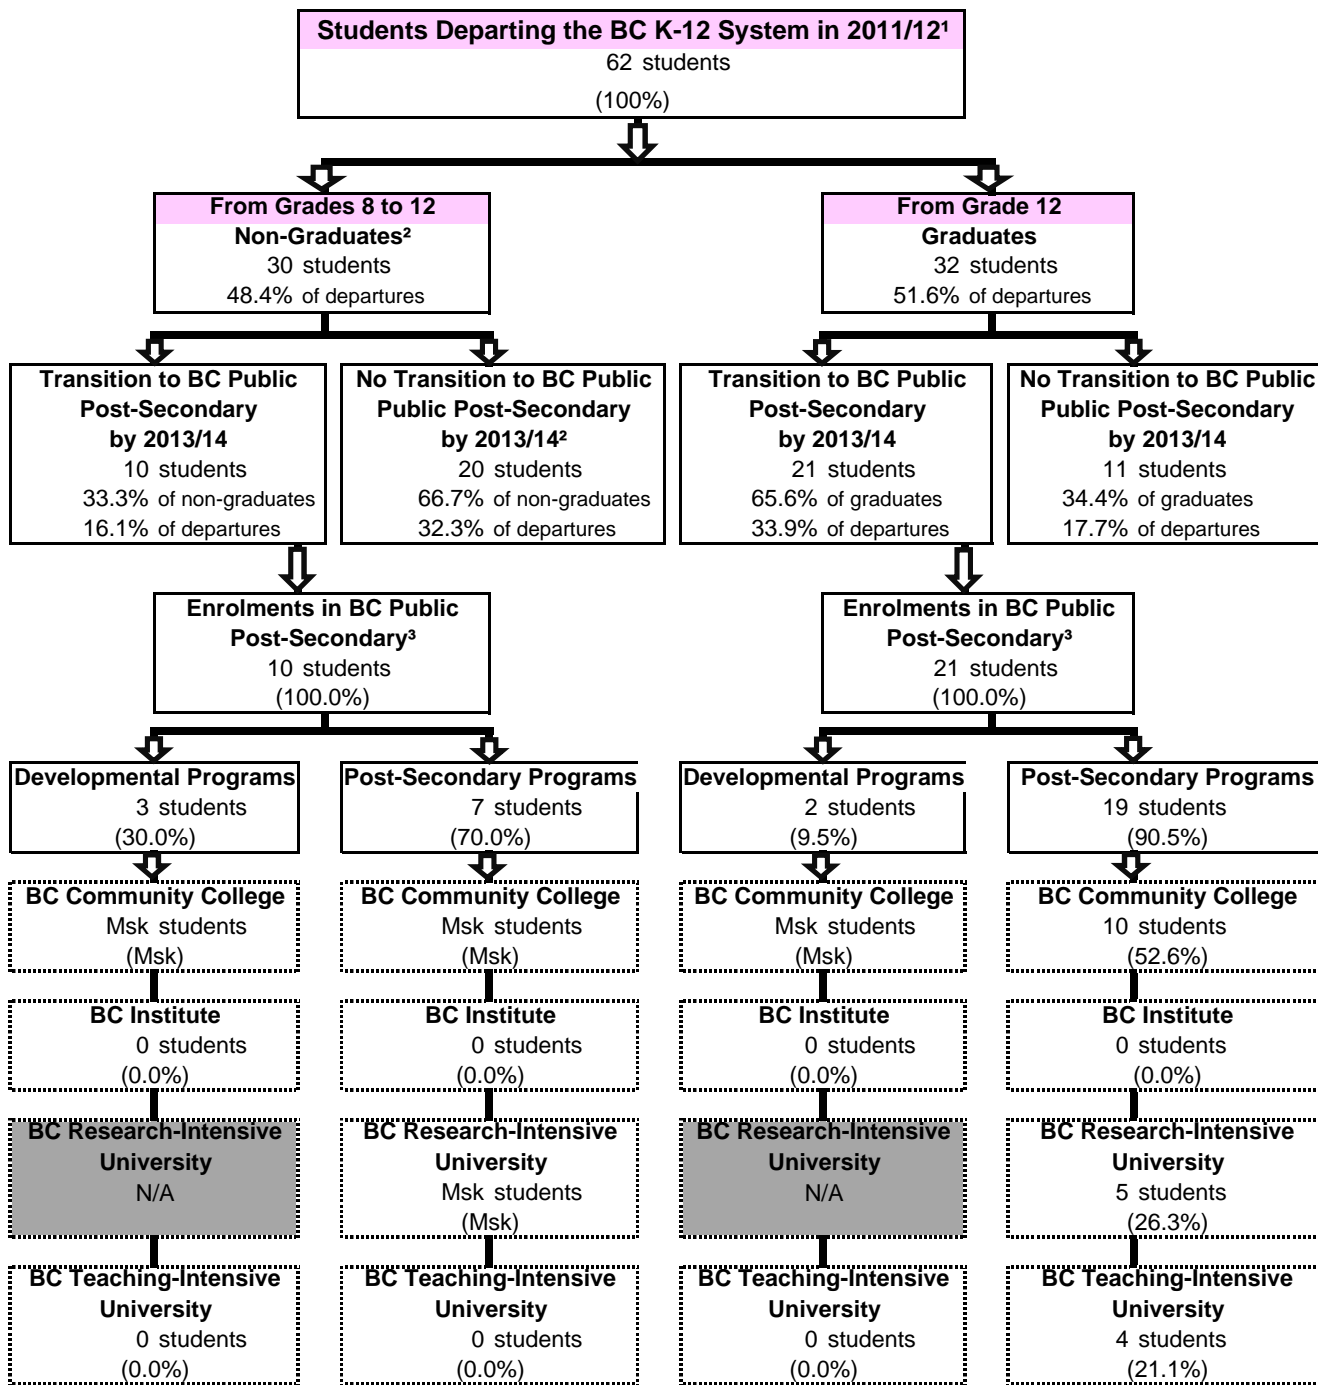 Students Departing the BC K-12 System in 2011/12¹
62 students
(100%)
From Grades 8 to 12
Non-Graduates²
30 students
48.4% of departures
From Grade 12
Graduates
32 students
51.6% of departures
Transition to BC Public
Post-Secondary
by 2013/14
10 students
33.3% of non-graduates
16.1% of departures
No Transition to BC Public
Public Post-Secondary
by 2013/14²
20 students
66.7% of non-graduates
32.3% of departures
Transition to BC Public
Post-Secondary
by 2013/14
21 students
65.6% of graduates
33.9% of departures
No Transition to BC Public
Public Post-Secondary
by 2013/14
11 students
34.4% of graduates
17.7% of departures
Enrolments in BC Public
Post-Secondary³
10 students
(100.0%)
Enrolments in BC Public
Post-Secondary³
21 students
(100.0%)
Developmental Programs
3 students
(30.0%)
Post-Secondary Programs
7 students
(70.0%)
Developmental Programs
2 students
(9.5%)
Post-Secondary Programs
19 students
(90.5%)
BC Community College
Msk students
(Msk)
BC Community College
Msk students
(Msk)
BC Community College
Msk students
(Msk)
BC Community College
10 students
(52.6%)
BC Institute
0 students
(0.0%)
BC Institute
0 students
(0.0%)
BC Institute
0 students
(0.0%)
BC Institute
0 students
(0.0%)
BC Research-Intensive
University
N/A
BC Research-Intensive
University
Msk students
(Msk)
BC Research-Intensive
University
N/A
BC Research-Intensive
University
5 students
(26.3%)
BC Teaching-Intensive
University
0 students
(0.0%)
BC Teaching-Intensive
University
0 students
(0.0%)
BC Teaching-Intensive
University
0 students
(0.0%)
BC Teaching-Intensive
University
4 students
(21.1%)